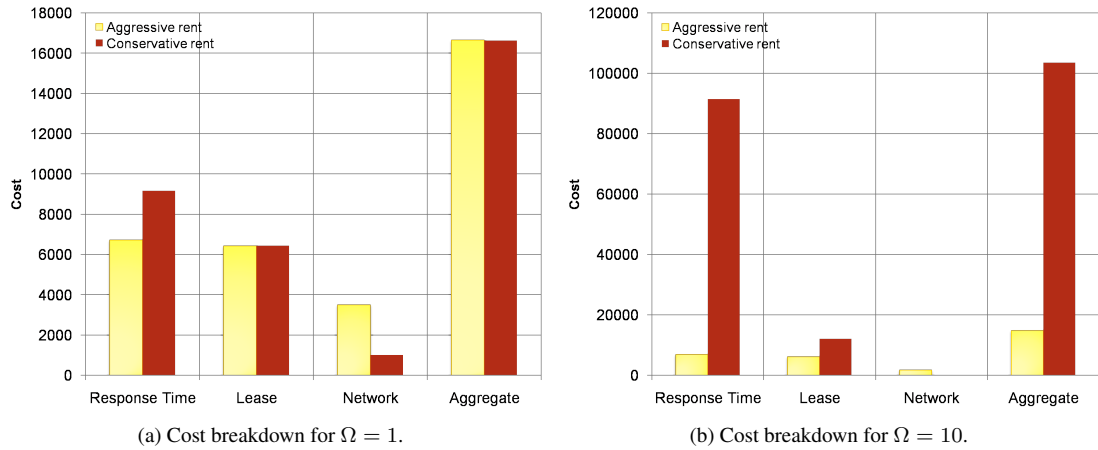 18000
16000
14000
12000
10000
8000
6000
4000
2000
0
Cost
Aggressive rent
Conservative rent
Response Time Lease Network Aggregate
(a) Cost breakdown for Ω = 1.
120000
100000
80000
60000
40000
20000
0
Cost
Aggressive rent
Conservative rent
Response Time Lease Network Aggregate
(b) Cost breakdown for Ω = 10.